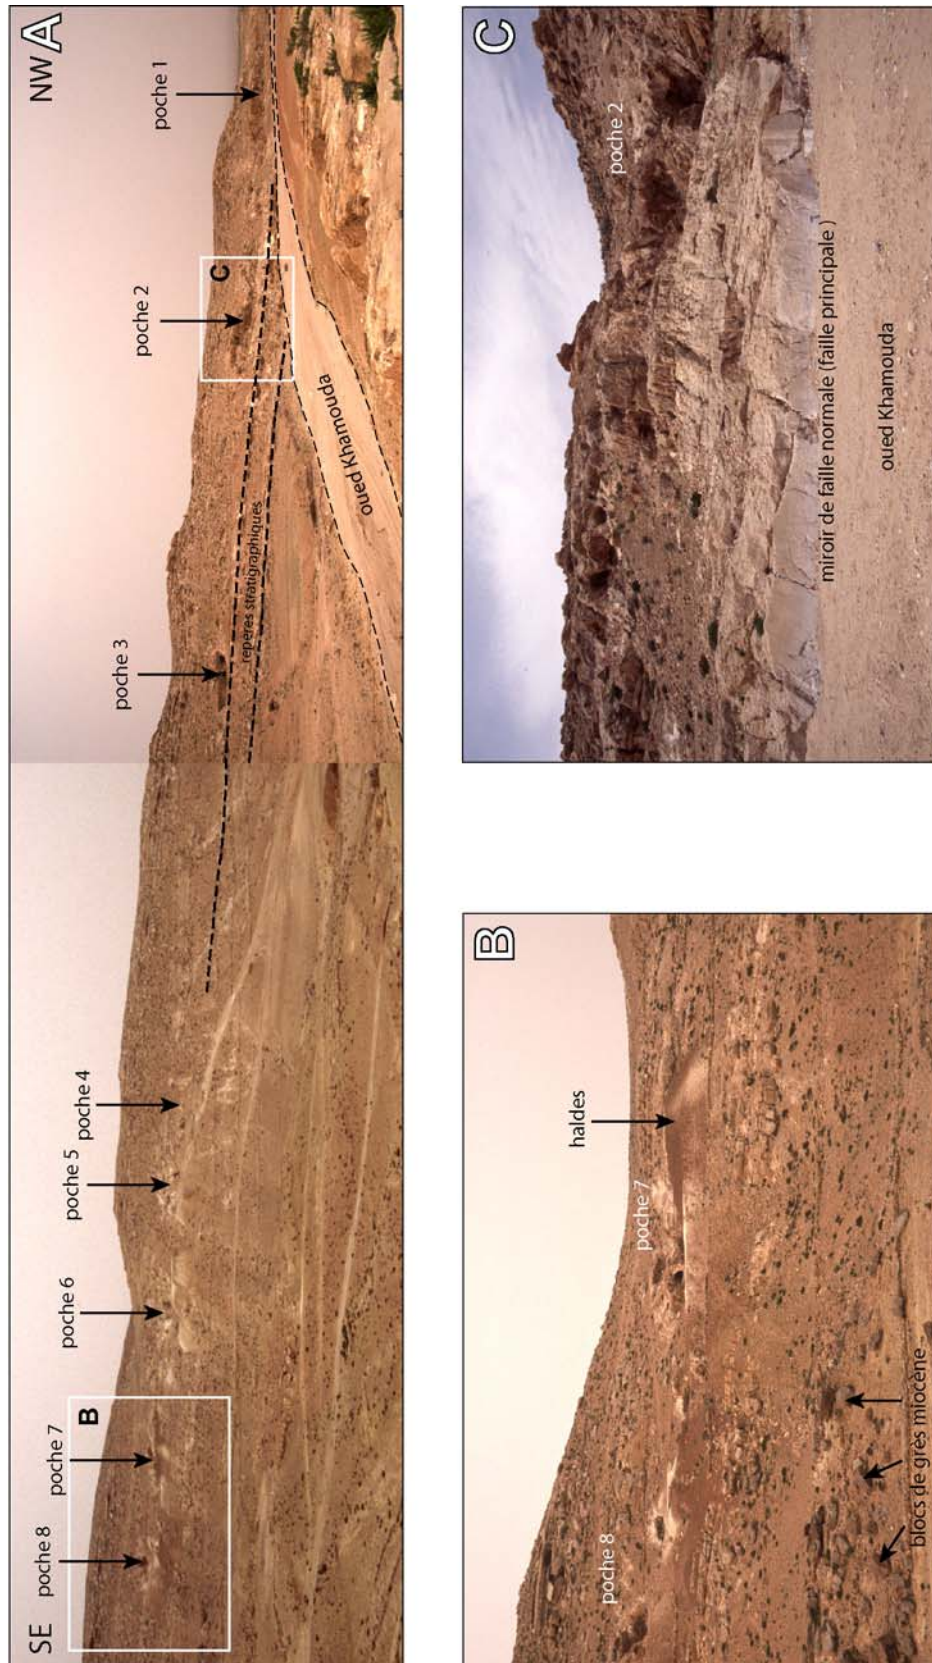 A
SE
NW
poche 8
poche 7
poche 6
poche 5
poche 4
poche 3
poche 2
poche 1
B
C
repères stratigraphiques
oued Khamouda
B
poche 8
poche 7
haldes
blocs de grès miocène
C
poche 2
miroir de faille normale (faille principale )
oued Khamouda